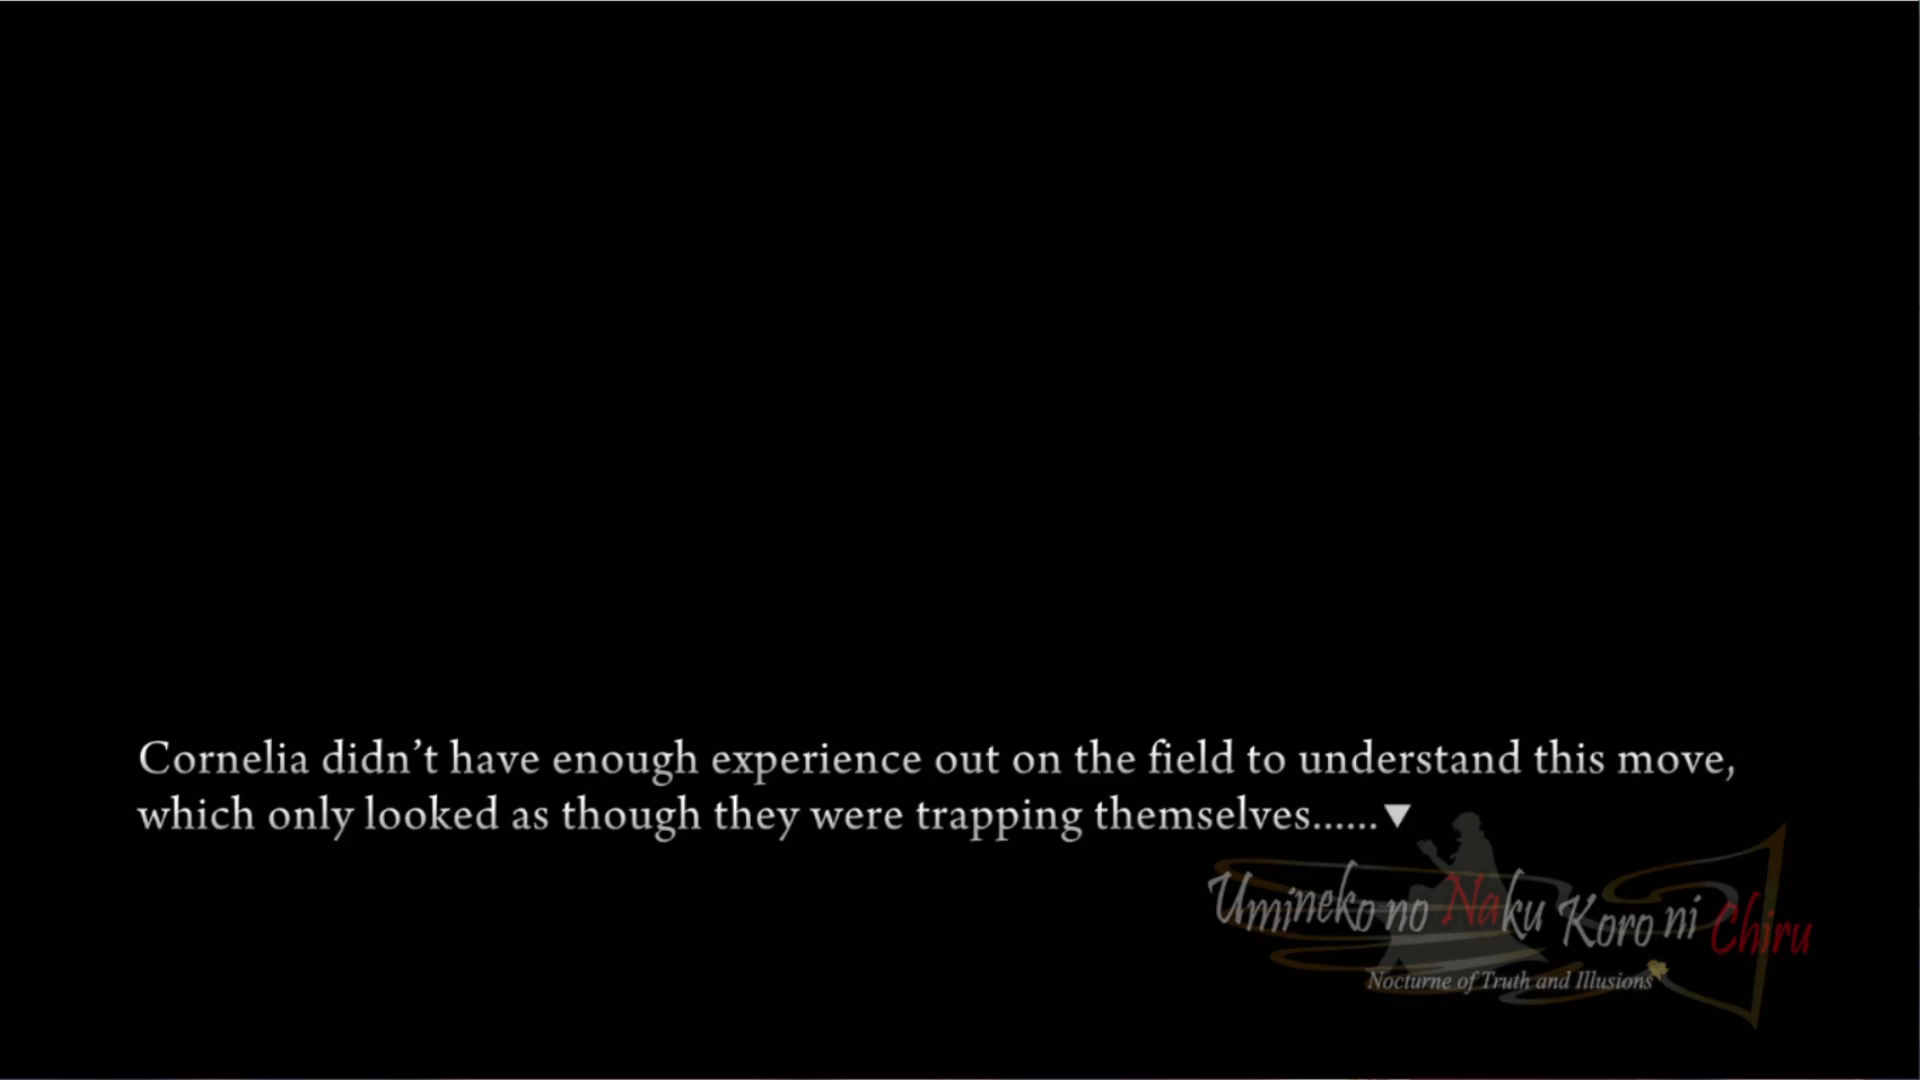 Cornelia didn’t have enough experience out on the field to understand this move,
which only looked as though they were trapping themselves......▼
Umineko no Naku Koro ni Chiru
Nocturne of Truth and Illusions